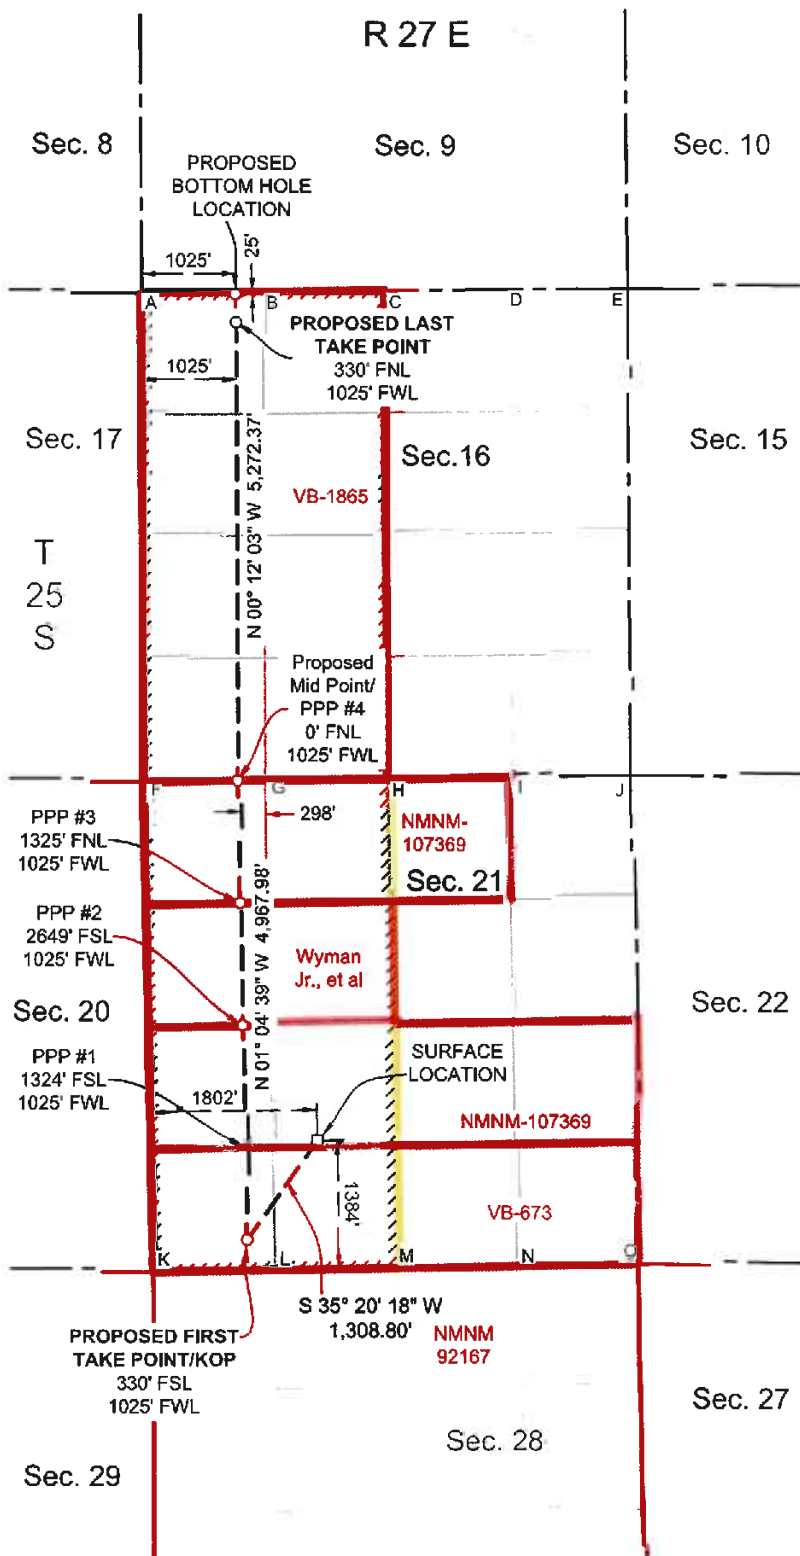 R 27 E
Sec. 8
Sec. 9
Sec. 10
PROPOSED
BOTTOM HOLE
LOCATION
1025'
25'
A
B
C
D
E
PROPOSED LAST
TAKE POINT
330' FNL
1025' FWL
1025'
Sec. 17
Sec.16
Sec. 15
N 00° 12' 03" W 5,272.37'
VB-1865
T
25
S
Proposed
Mid Point/
PPP #4
0' FNL
1025' FWL
F
G
H
I
J
298'
PPP #3
1325' FNL
1025' FWL
NMNM-
107369
Sec. 21
PPP #2
2649' FSL
1025' FWL
N 01° 04' 39" W 4,967.98'
Wyman
Jr., et al
Sec. 20
Sec. 22
PPP #1
1324' FSL
1025' FWL
1802'
SURFACE
LOCATION
NMNM-107369
1384'
VB-673
K
L
M
N
O
S 35° 20' 18" W
1,308.80'
PROPOSED FIRST
TAKE POINT/KOP
330' FSL
1025' FWL
NMNM
92167
Sec. 27
Sec. 28
Sec. 29